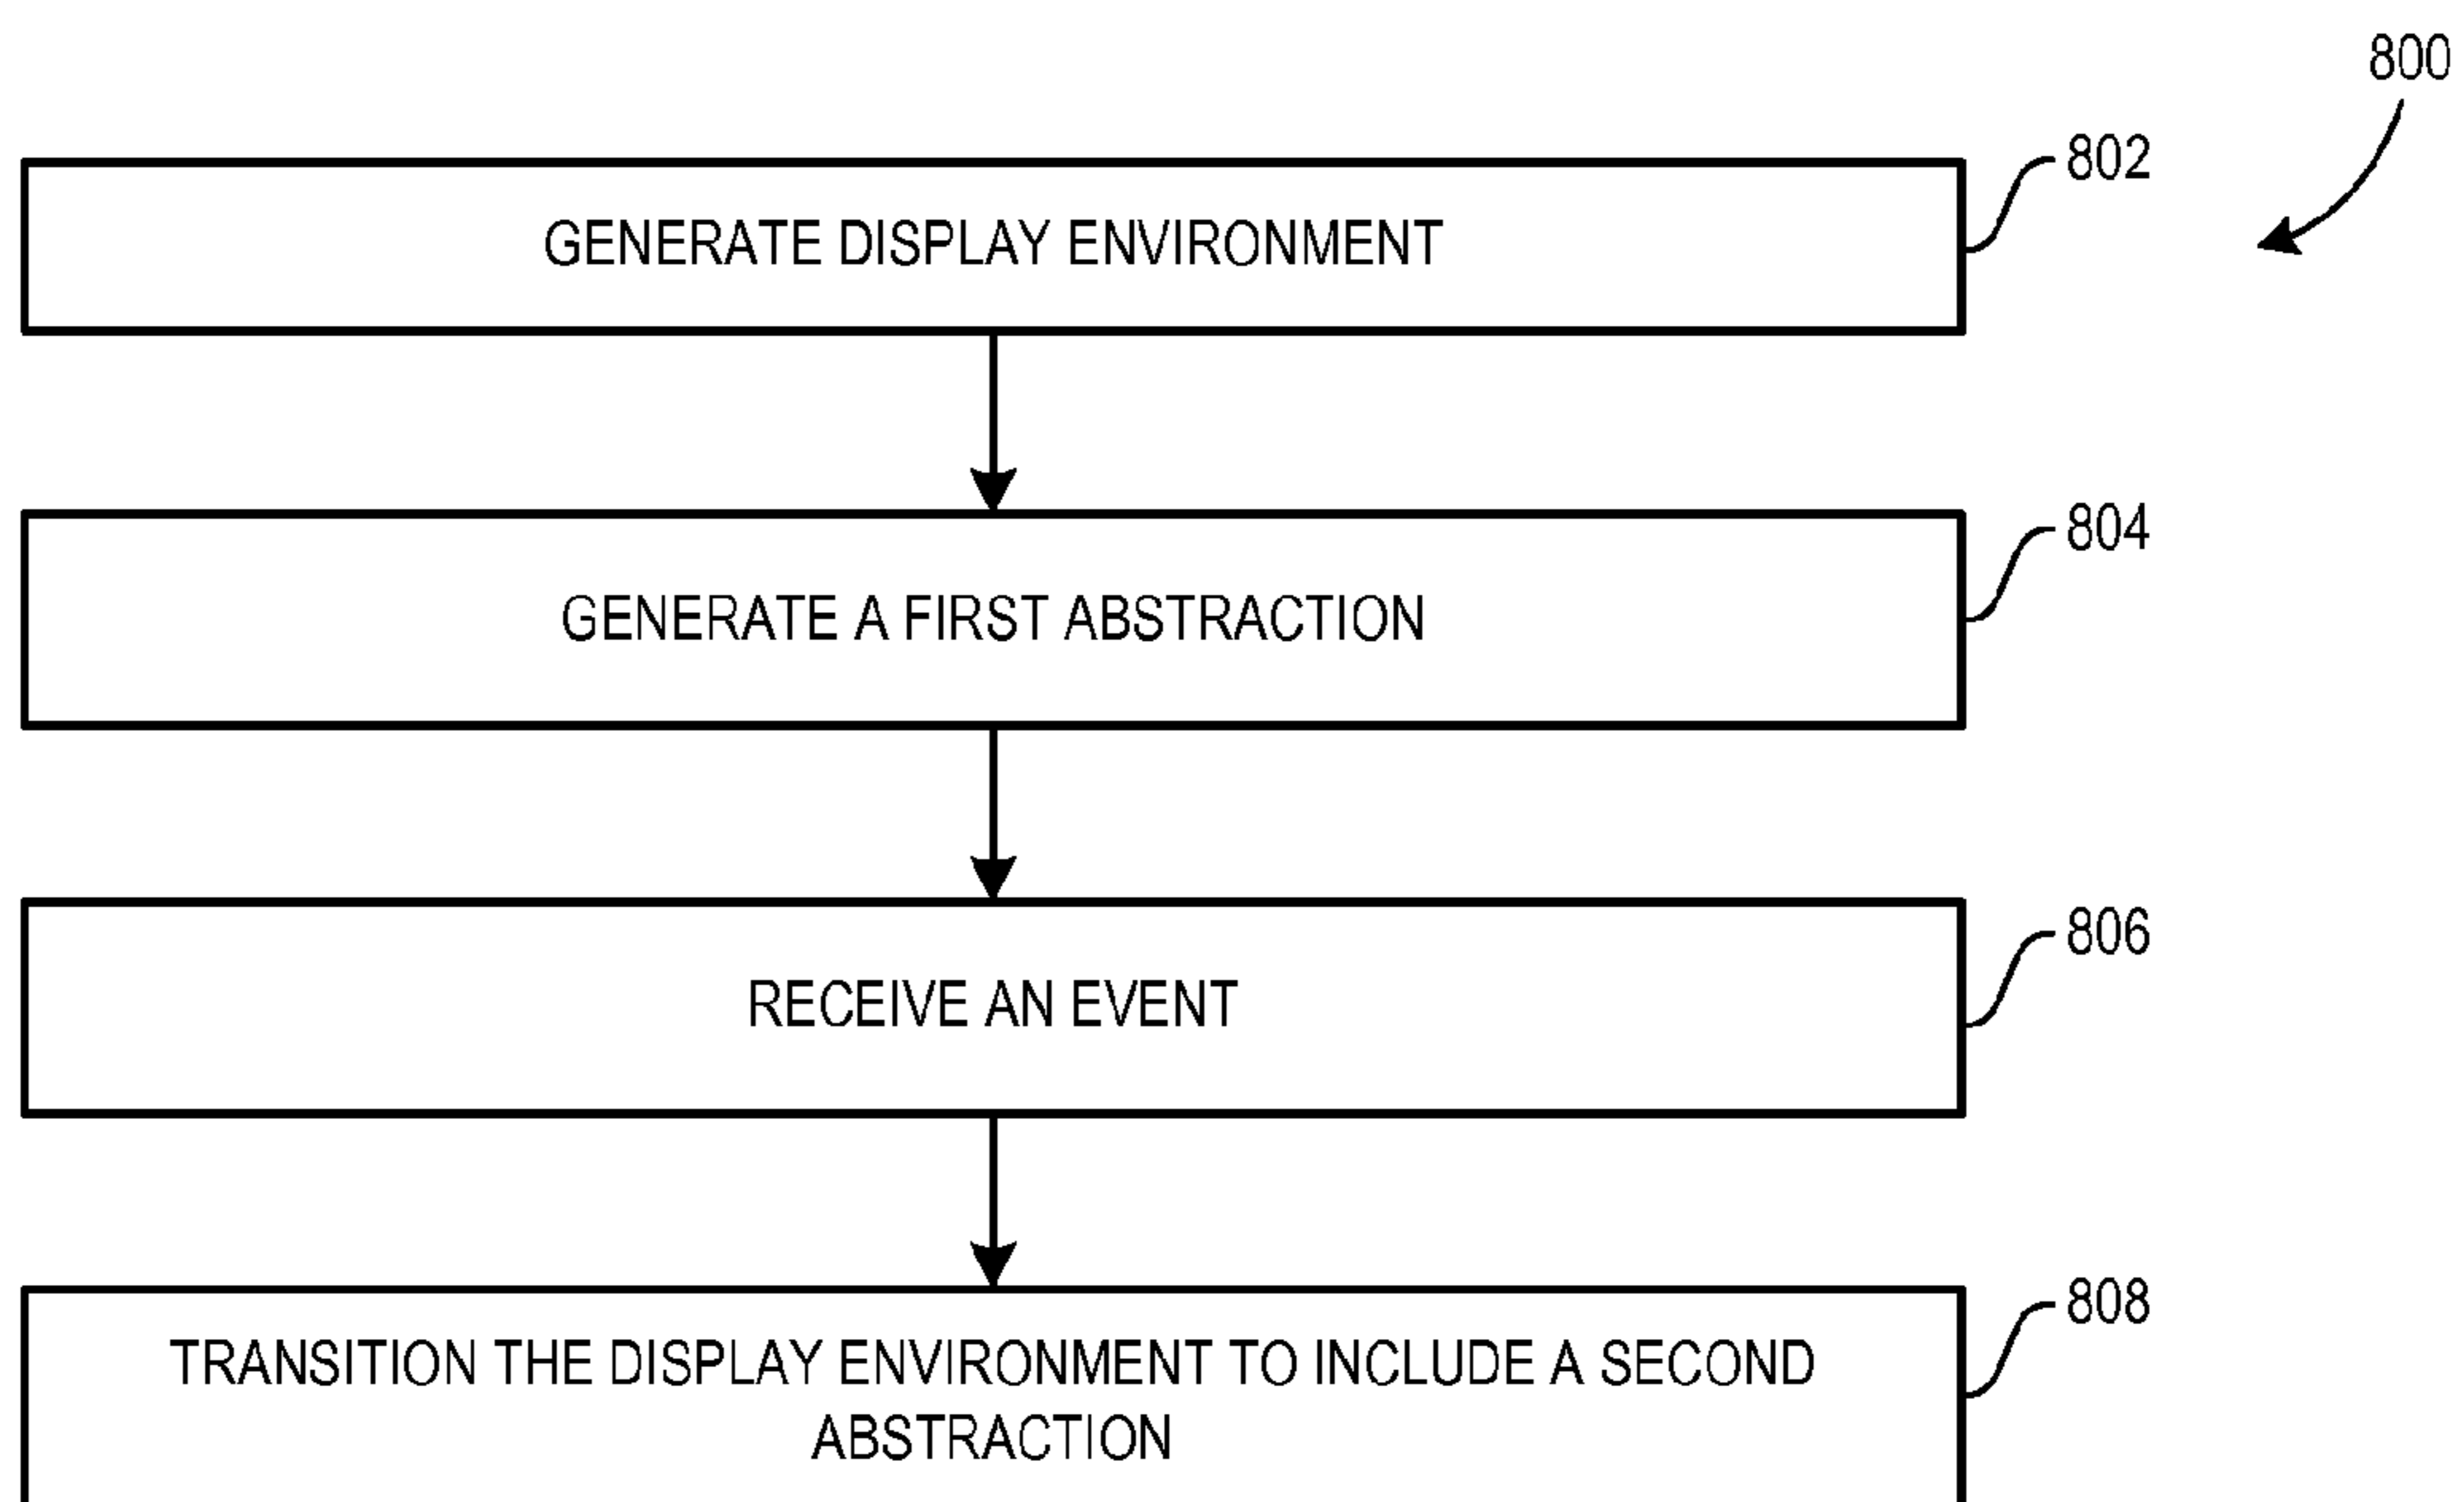 800
802
GENERATE DISPLAY ENVIRONMENT
804
GENERATE A FIRST ABSTRACTION
806
RECEIVE AN EVENT
808
TRANSITION THE DISPLAY ENVIRONMENT TO INCLUDE A SECOND
ABSTRACTION